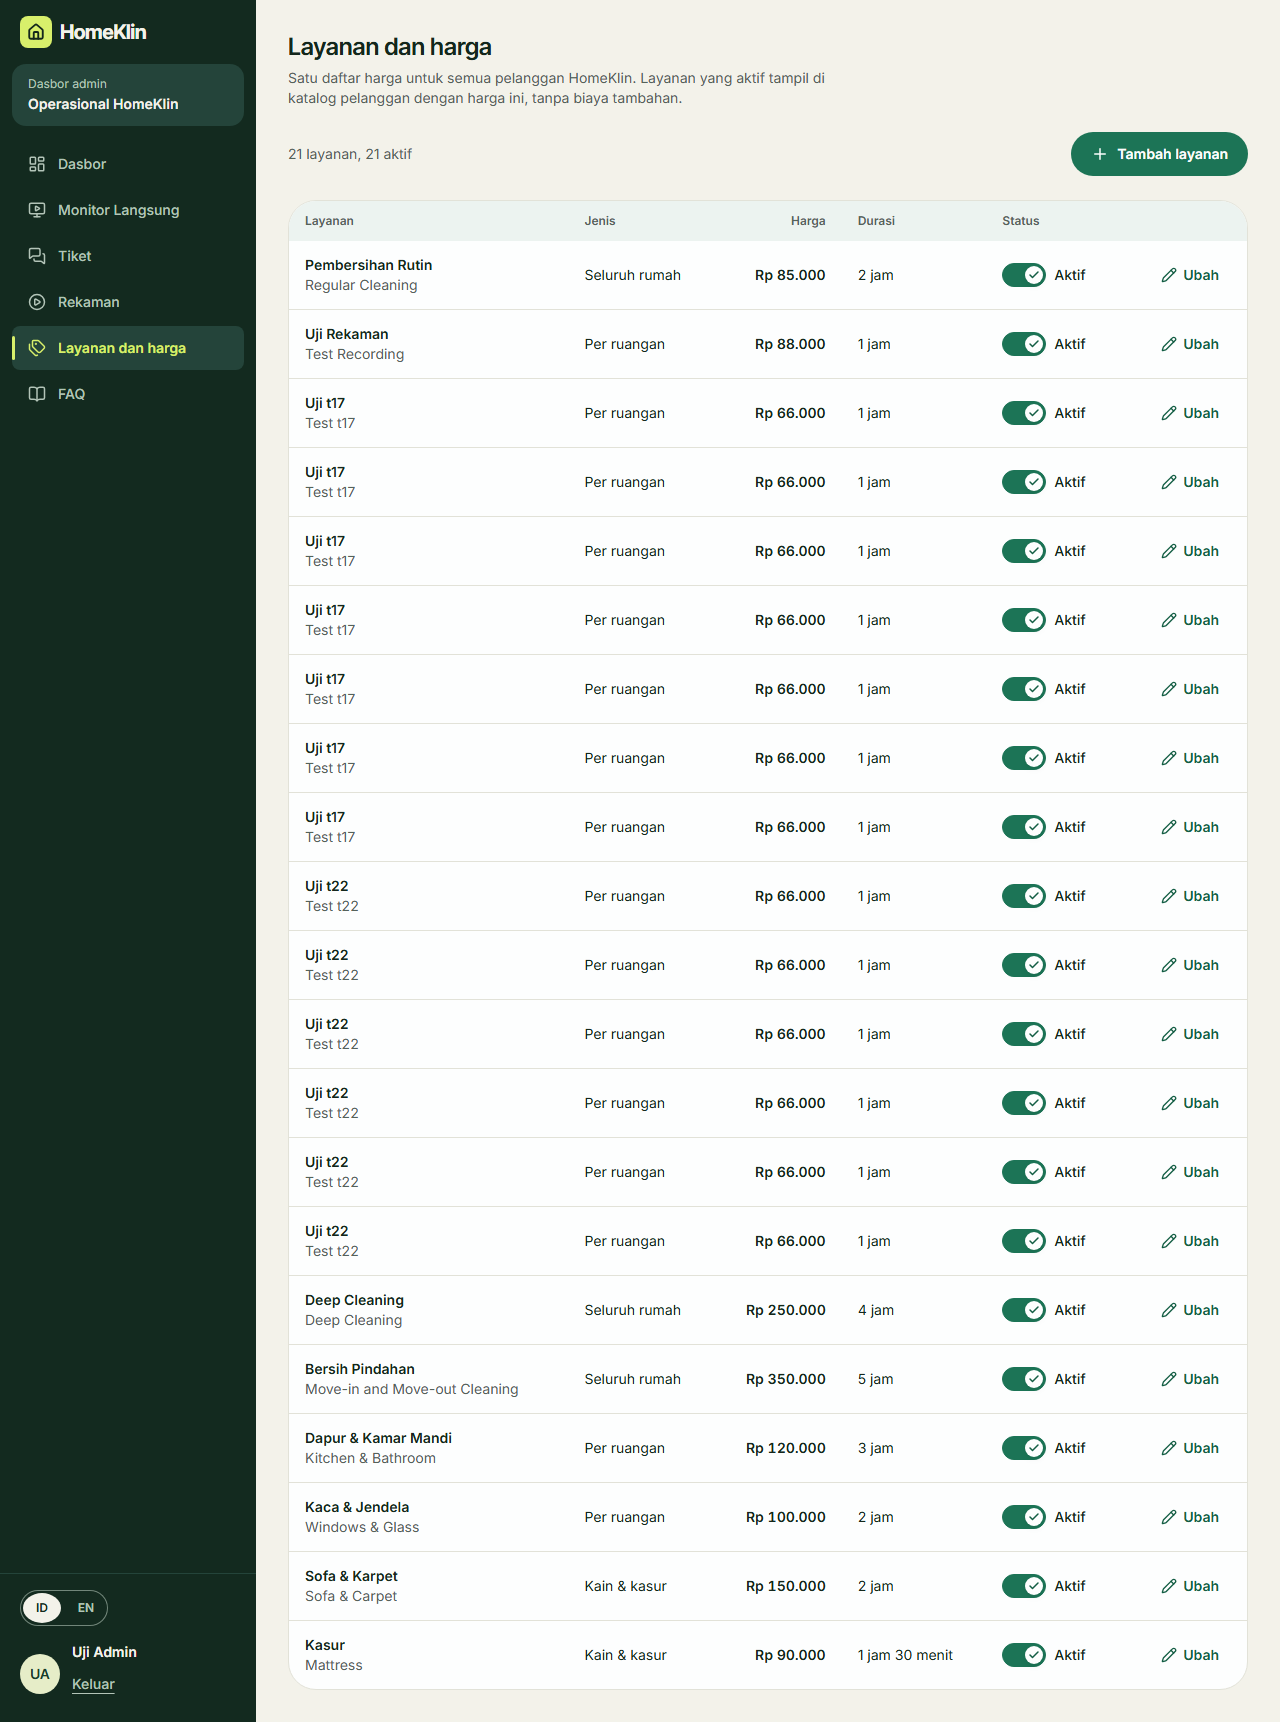 HomeKlin
Dasbor admin
Operasional HomeKlin
Dasbor
Monitor Langsung
Tiket
Rekaman
Layanan dan harga
FAQ
ID EN
UA
Uji Admin
Keluar
Layanan dan harga
Satu daftar harga untuk semua pelanggan HomeKlin. Layanan yang aktif tampil di
katalog pelanggan dengan harga ini, tanpa biaya tambahan.
21 layanan, 21 aktif
Tambah layanan
Layanan Jenis Harga Durasi Status
Pembersihan Rutin
Regular Cleaning
Seluruh rumah Rp 85.000 2 jam Aktif Ubah
Uji Rekaman
Test Recording
Per ruangan Rp 88.000 1 jam Aktif Ubah
Uji t17
Test t17
Per ruangan Rp 66.000 1 jam Aktif Ubah
Uji t17
Test t17
Per ruangan Rp 66.000 1 jam Aktif Ubah
Uji t17
Test t17
Per ruangan Rp 66.000 1 jam Aktif Ubah
Uji t17
Test t17
Per ruangan Rp 66.000 1 jam Aktif Ubah
Uji t17
Test t17
Per ruangan Rp 66.000 1 jam Aktif Ubah
Uji t17
Test t17
Per ruangan Rp 66.000 1 jam Aktif Ubah
Uji t17
Test t17
Per ruangan Rp 66.000 1 jam Aktif Ubah
Uji t22
Test t22
Per ruangan Rp 66.000 1 jam Aktif Ubah
Uji t22
Test t22
Per ruangan Rp 66.000 1 jam Aktif Ubah
Uji t22
Test t22
Per ruangan Rp 66.000 1 jam Aktif Ubah
Uji t22
Test t22
Per ruangan Rp 66.000 1 jam Aktif Ubah
Uji t22
Test t22
Per ruangan Rp 66.000 1 jam Aktif Ubah
Uji t22
Test t22
Per ruangan Rp 66.000 1 jam Aktif Ubah
Deep Cleaning
Deep Cleaning
Seluruh rumah Rp 250.000 4 jam Aktif Ubah
Bersih Pindahan
Move-in and Move-out Cleaning
Seluruh rumah Rp 350.000 5 jam Aktif Ubah
Dapur & Kamar Mandi
Kitchen & Bathroom
Per ruangan Rp 120.000 3 jam Aktif Ubah
Kaca & Jendela
Windows & Glass
Per ruangan Rp 100.000 2 jam Aktif Ubah
Sofa & Karpet
Sofa & Carpet
Kain & kasur Rp 150.000 2 jam Aktif Ubah
Kasur
Mattress
Kain & kasur Rp 90.000 1 jam 30 menit Aktif Ubah